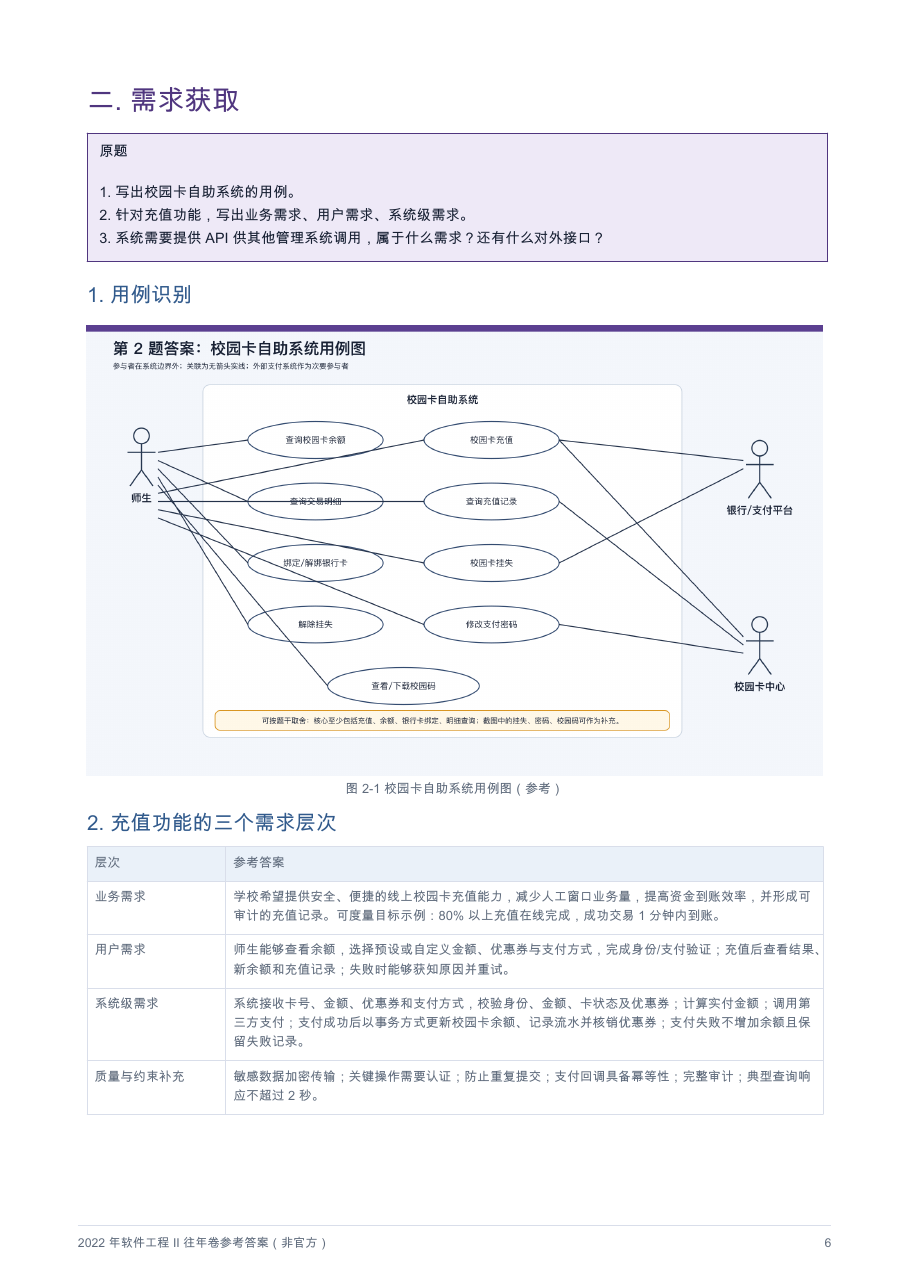 二. 需求获取
原题
1. 写出校园卡自助系统的用例。
2. 针对充值功能，写出业务需求、用户需求、系统级需求。
3. 系统需要提供 API 供其他管理系统调用，属于什么需求？还有什么对外接口？
1. 用例识别
第 2 题答案：校园卡自助系统用例图
参与者在系统边界外；关联为无箭头实线；外部支付系统作为次要参与者
校园卡自助系统
查询校园卡余额
校园卡充值
师生
查询交易明细
查询充值记录
银行/支付平台
绑定/解绑银行卡
校园卡挂失
解除挂失
修改支付密码
查看/下载校园码
校园卡中心
可按题干取舍：核心至少包括充值、余额、银行卡绑定、明细查询；截图中的挂失、密码、校园码可作为补充。
图 2-1 校园卡自助系统用例图（参考）
2. 充值功能的三个需求层次
层次
参考答案
业务需求
学校希望提供安全、便捷的线上校园卡充值能力，减少人工窗口业务量，提高资金到账效率，并形成可
审计的充值记录。可度量目标示例：80% 以上充值在线完成，成功交易 1 分钟内到账。
用户需求
师生能够查看余额，选择预设或自定义金额、优惠券与支付方式，完成身份/支付验证；充值后查看结果、
新余额和充值记录；失败时能够获知原因并重试。
系统级需求
系统接收卡号、金额、优惠券和支付方式，校验身份、金额、卡状态及优惠券；计算实付金额；调用第
三方支付；支付成功后以事务方式更新校园卡余额、记录流水并核销优惠券；支付失败不增加余额且保
留失败记录。
质量与约束补充
敏感数据加密传输；关键操作需要认证；防止重复提交；支付回调具备幂等性；完整审计；典型查询响
应不超过 2 秒。
2022 年软件工程 II 往年卷参考答案（非官方）
6